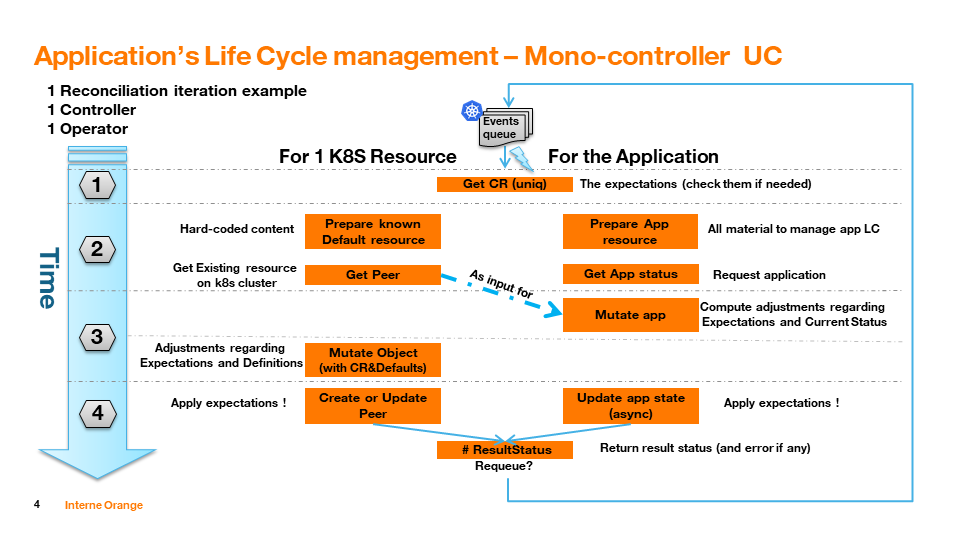 Application's Life Cycle management – Mono-controller UC
1 Reconciliation iteration example
1 Controller
1 Operator
Events
queue
For 1 K8S Resource
For the Application
1
Get CR (uniq)
The expectations (check them if needed)
Time
2
Hard-coded content
Prepare known
Default resource
Prepare App
resource
All material to manage app LC
Get Existing resource
on k8s cluster
Get Peer
As input for
Get App status
Request application
3
Mutate app
Compute adjustments regarding
Expectations and Current Status
Adjustments regarding
Expectations and Definitions
Mutate Object
(with CR&Defaults)
4
Apply expectations !
Create or Update
Peer
Update app state
(async)
Apply expectations !
# ResultStatus
Requeue?
Return result status (and error if any)
4
Interne Orange